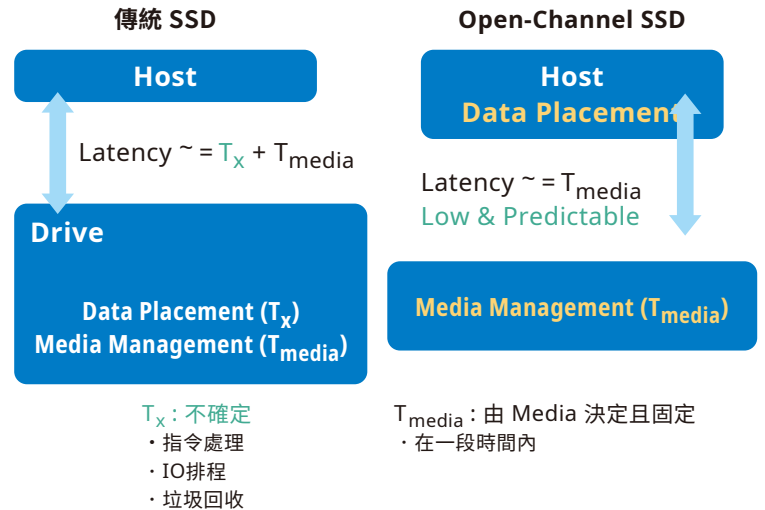 傳統 SSD
Host
Latency ~ = Tx + Tmedia
Drive
Data Placement (Tx)
Media Management (Tmedia)
Tx : 不確定
・指令處理
・IO排程
・垃圾回收
Open-Channel SSD
Host
Data Placement
Latency ~ = Tmedia
Low & Predictable
Media Management (Tmedia)
Tmedia : 由 Media 決定且固定
・在一段時間內